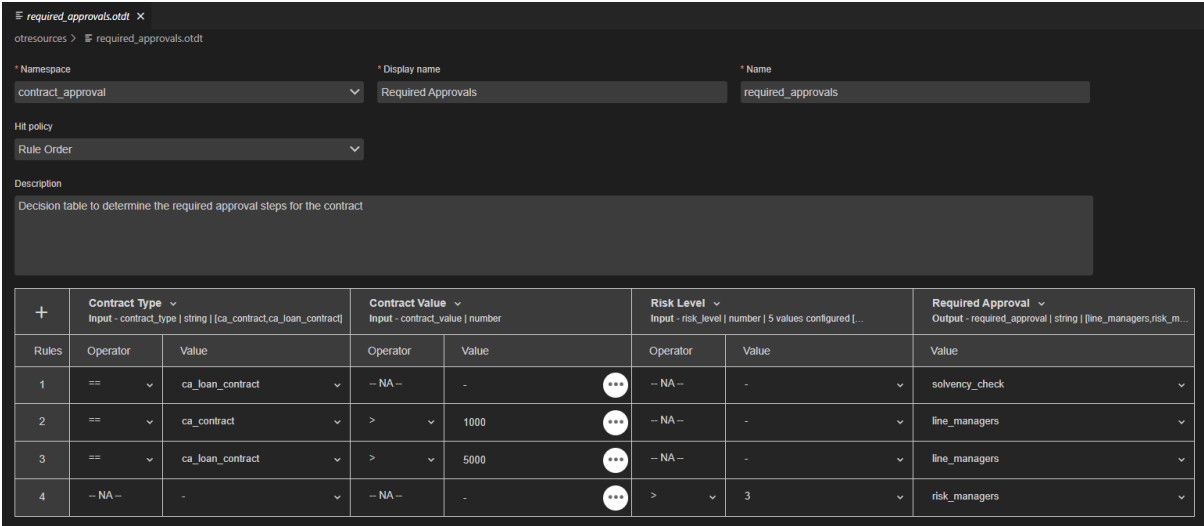 required_approvals.otdt ×
otresources > required_approvals.otdt
* Namespace * Display name * Name
contract_approval Required Approvals required_approvals
Hit policy
Rule Order
Description
Decision table to determine the required approval steps for the contract
+ Contract Type Contract Value Risk Level Required Approval
Input - contract_type | string | [ca_contract,ca_loan_contract] Input - contract_value | number Input - risk_level | number | 5 values configured [... Output - required_approval | string | [line_managers,risk_m...
Rules Operator Value Operator Value Operator Value Value
1 == ca_loan_contract -- NA -- - -- NA -- - solvency_check
2 == ca_contract > 1000 -- NA -- - line_managers
3 == ca_loan_contract > 5000 -- NA -- - line_managers
4 -- NA -- - -- NA -- - > 3 risk_managers